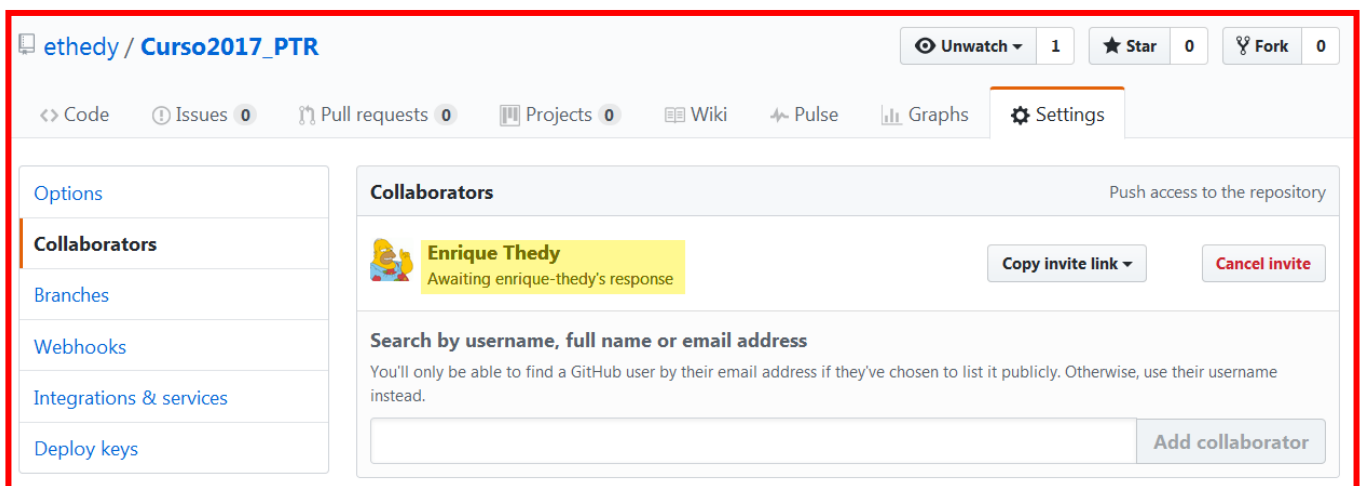 ethedy / Curso2017_PTR
Unwatch 1 Star 0 Fork 0
Code Issues 0 Pull requests 0 Projects 0 Wiki Pulse Graphs Settings
Options
Collaborators
Branches
Webhooks
Integrations & services
Deploy keys
Collaborators Push access to the repository
Enrique Thedy
Awaiting enrique-thedy's response
Copy invite link Cancel invite
Search by username, full name or email address
You'll only be able to find a GitHub user by their email address if they've chosen to list it publicly. Otherwise, use their username
instead.
Add collaborator